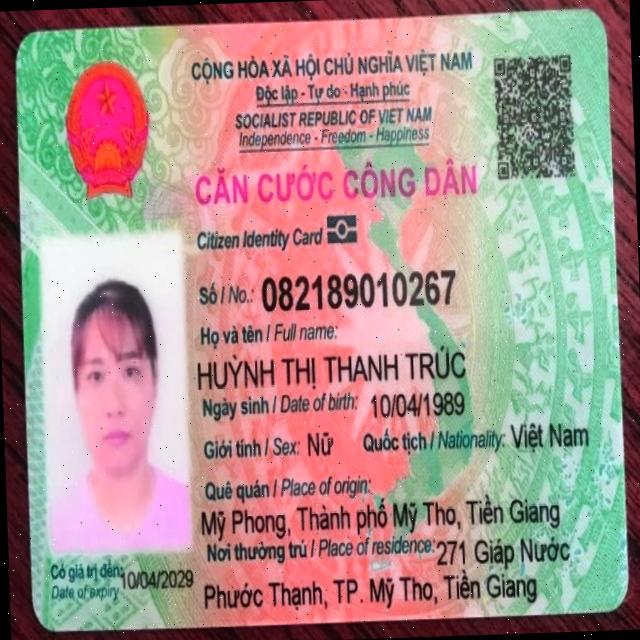 CỘNG HÒA XÃ HỘI CHỦ NGHĨA VIỆT NAM
Độc lập - Tự do - Hạnh phúc
SOCIALIST REPUBLIC OF VIET NAM
Independence - Freedom - Happiness
CĂN CƯỚC CÔNG DÂN
Citizen Identity Card
Số / No.: 082189010267
Họ và tên / Full name:
HUỲNH THỊ THANH TRÚC
Ngày sinh / Date of birth: 10/04/1989
Giới tính / Sex: Nữ Quốc tịch / Nationality: Việt Nam
Quê quán / Place of origin:
Mỹ Phong, Thành phố Mỹ Tho, Tiền Giang
Nơi thường trú / Place of residence: 271 Giáp Nước
Phước Thạnh, TP. Mỹ Tho, Tiền Giang
Có giá trị đến: 10/04/2029
Date of expiry